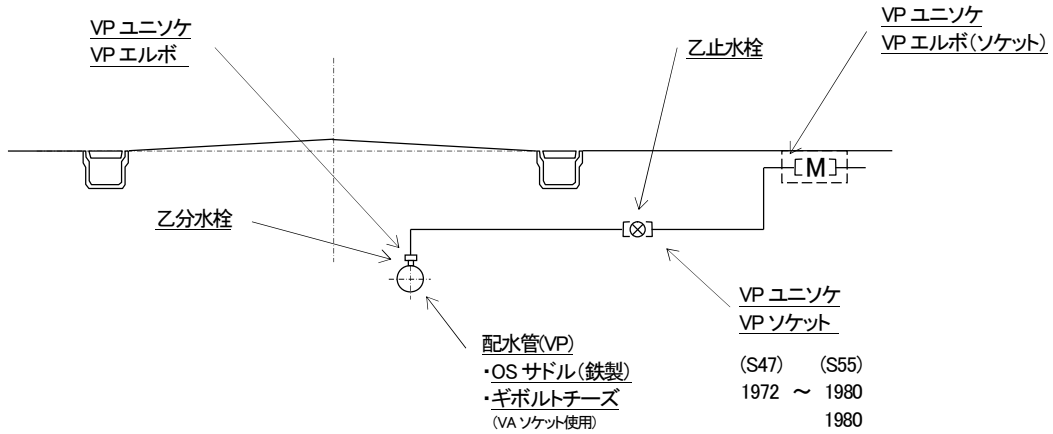 VP ユニソケ
VP エルボ
乙止水栓
VP ユニソケ
VP エルボ(ソケット)
M
乙分水栓
配水管(VP)
・OS サドル(鉄製)
・ギボルトチーズ
(VA ソケット使用)
VP ユニソケ
VP ソケット
(S47) (S55)
1972 ～ 1980
1980